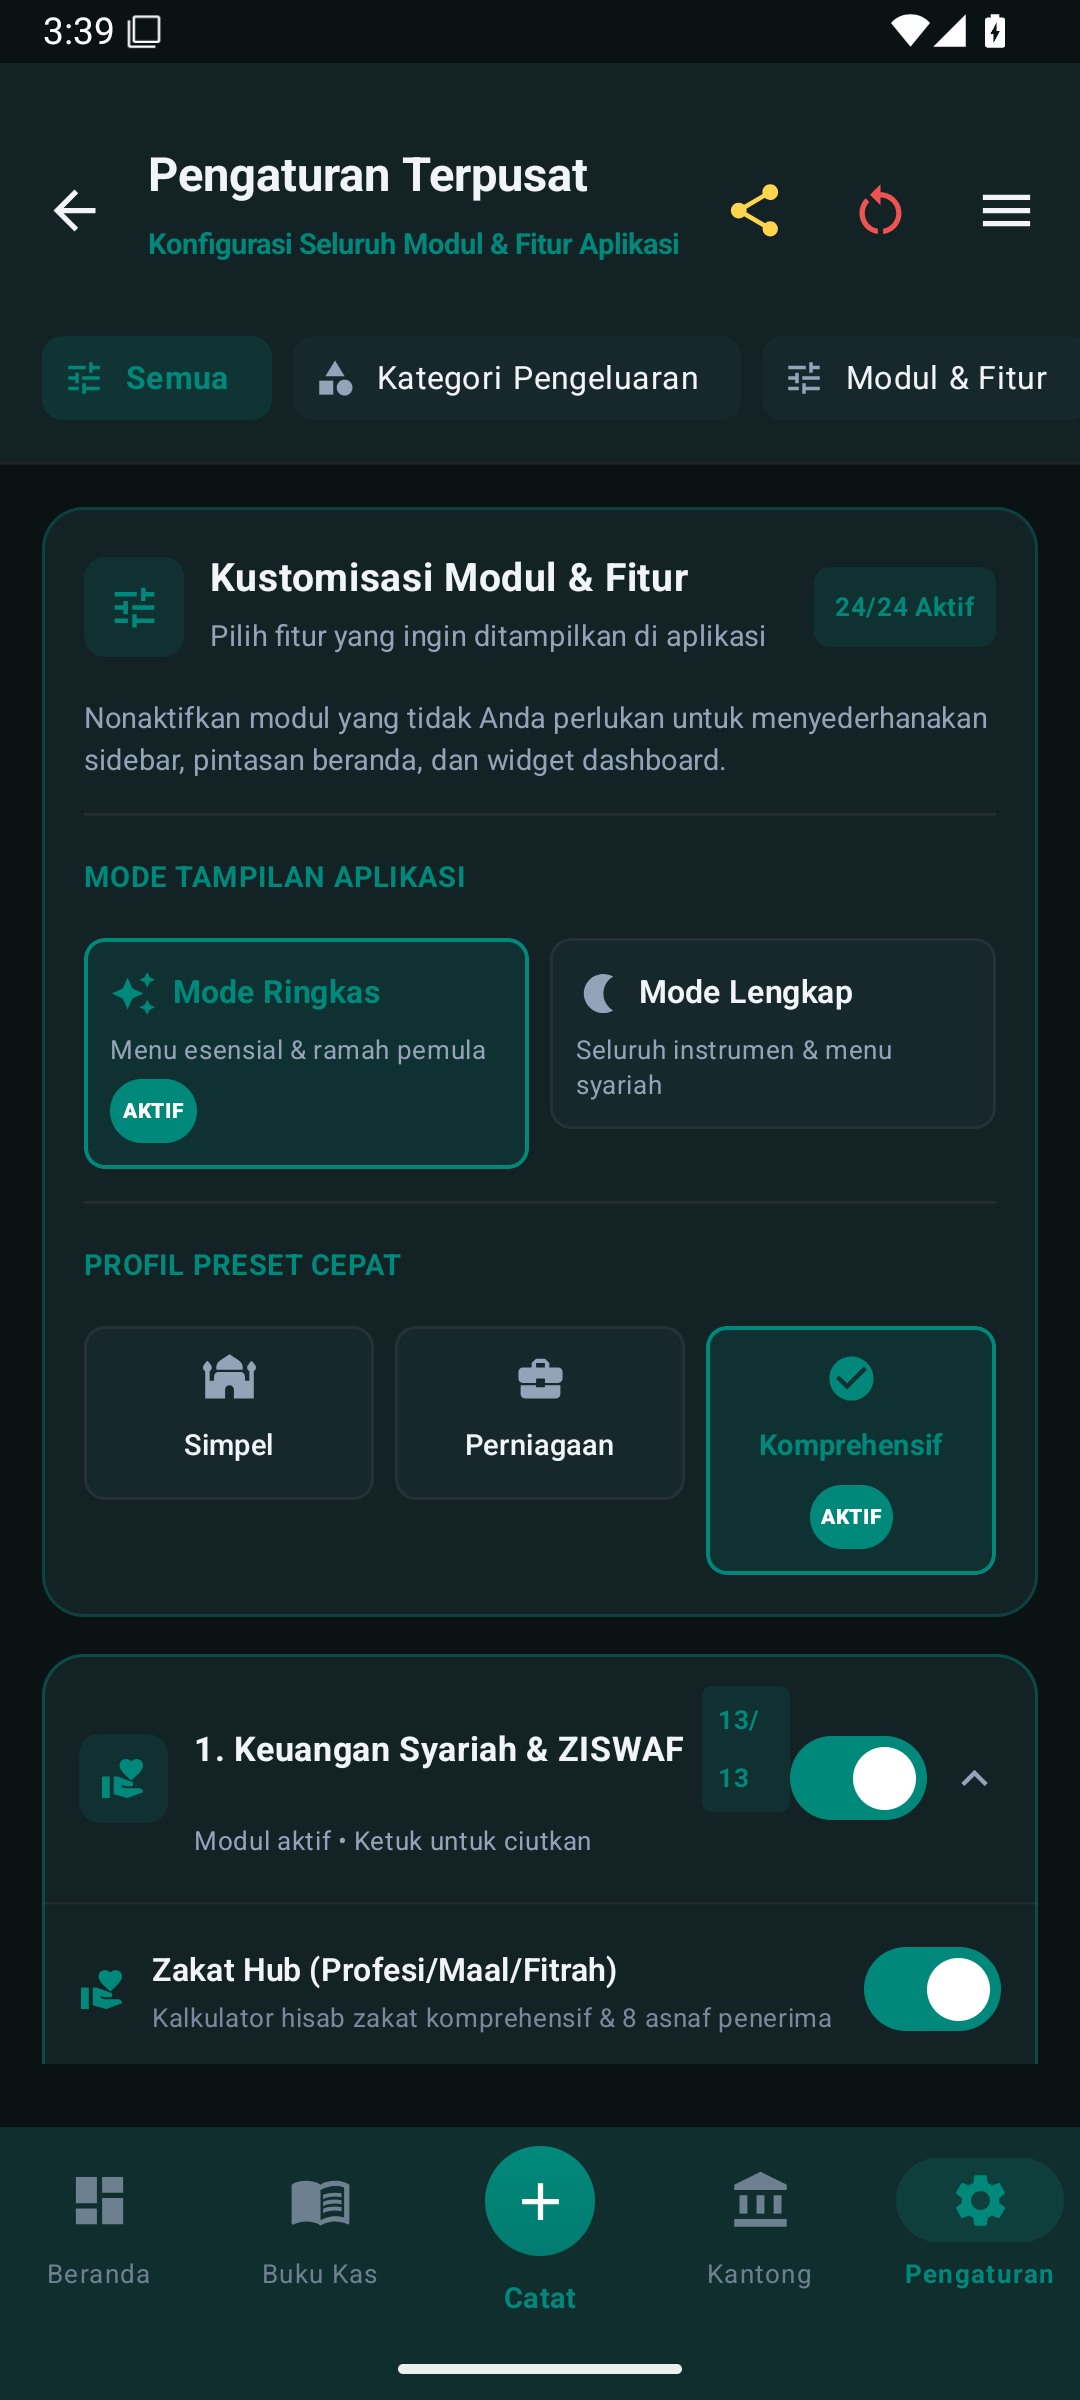 3:39
Pengaturan Terpusat
Konfigurasi Seluruh Modul & Fitur Aplikasi
Semua
Kategori Pengeluaran
Modul & Fitur
Kustomisasi Modul & Fitur
Pilih fitur yang ingin ditampilkan di aplikasi
24/24 Aktif
Nonaktifkan modul yang tidak Anda perlukan untuk menyederhanakan
sidebar, pintasan beranda, dan widget dashboard.
MODE TAMPILAN APLIKASI
Mode Ringkas
Menu esensial & ramah pemula
AKTIF
Mode Lengkap
Seluruh instrumen & menu
syariah
PROFIL PRESET CEPAT
Simpel
Perniagaan
Komprehensif
AKTIF
1. Keuangan Syariah & ZISWAF
13/
13
Modul aktif • Ketuk untuk ciutkan
Zakat Hub (Profesi/Maal/Fitrah)
Kalkulator hisab zakat komprehensif & 8 asnaf penerima
Beranda
Buku Kas
Catat
Kantong
Pengaturan